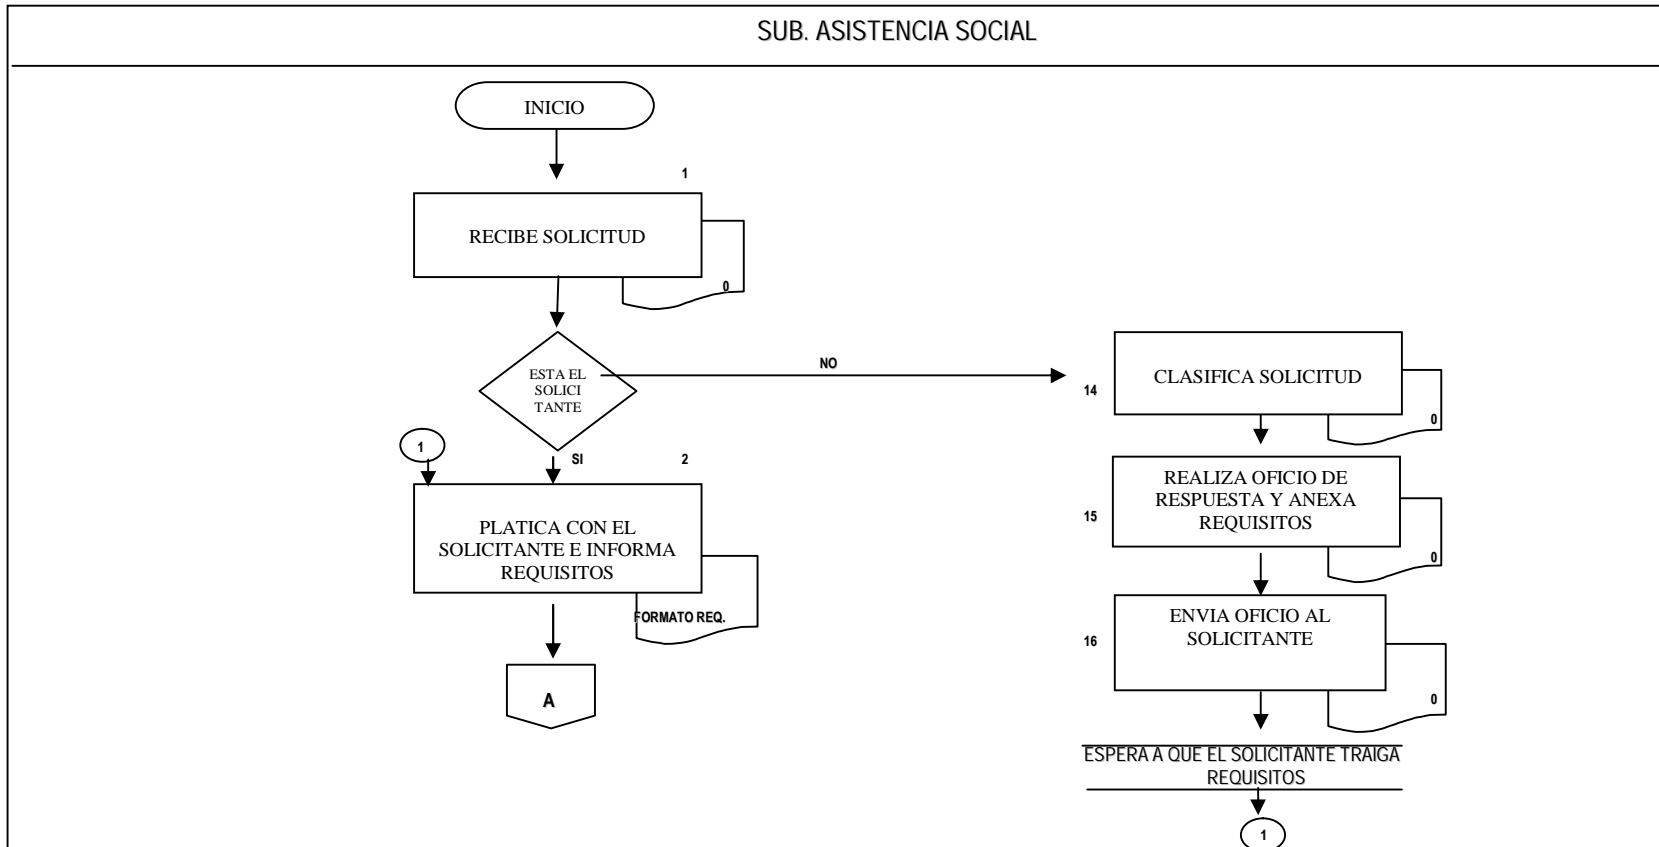 SUB. ASISTENCIA SOCIAL
INICIO
1
RECIBE SOLICITUD
0
ESTA EL
SOLICI
TANTE
NO
1
SI
2
PLATICA CON EL
SOLICITANTE E INFORMA
REQUISITOS
FORMATO REQ.
A
14
CLASIFICA SOLICITUD
0
15
REALIZA OFICIO DE
RESPUESTA Y ANEXA
REQUISITOS
0
16
ENVIA OFICIO AL
SOLICITANTE
0
ESPERA A QUE EL SOLICITANTE TRAIGA
REQUISITOS
1